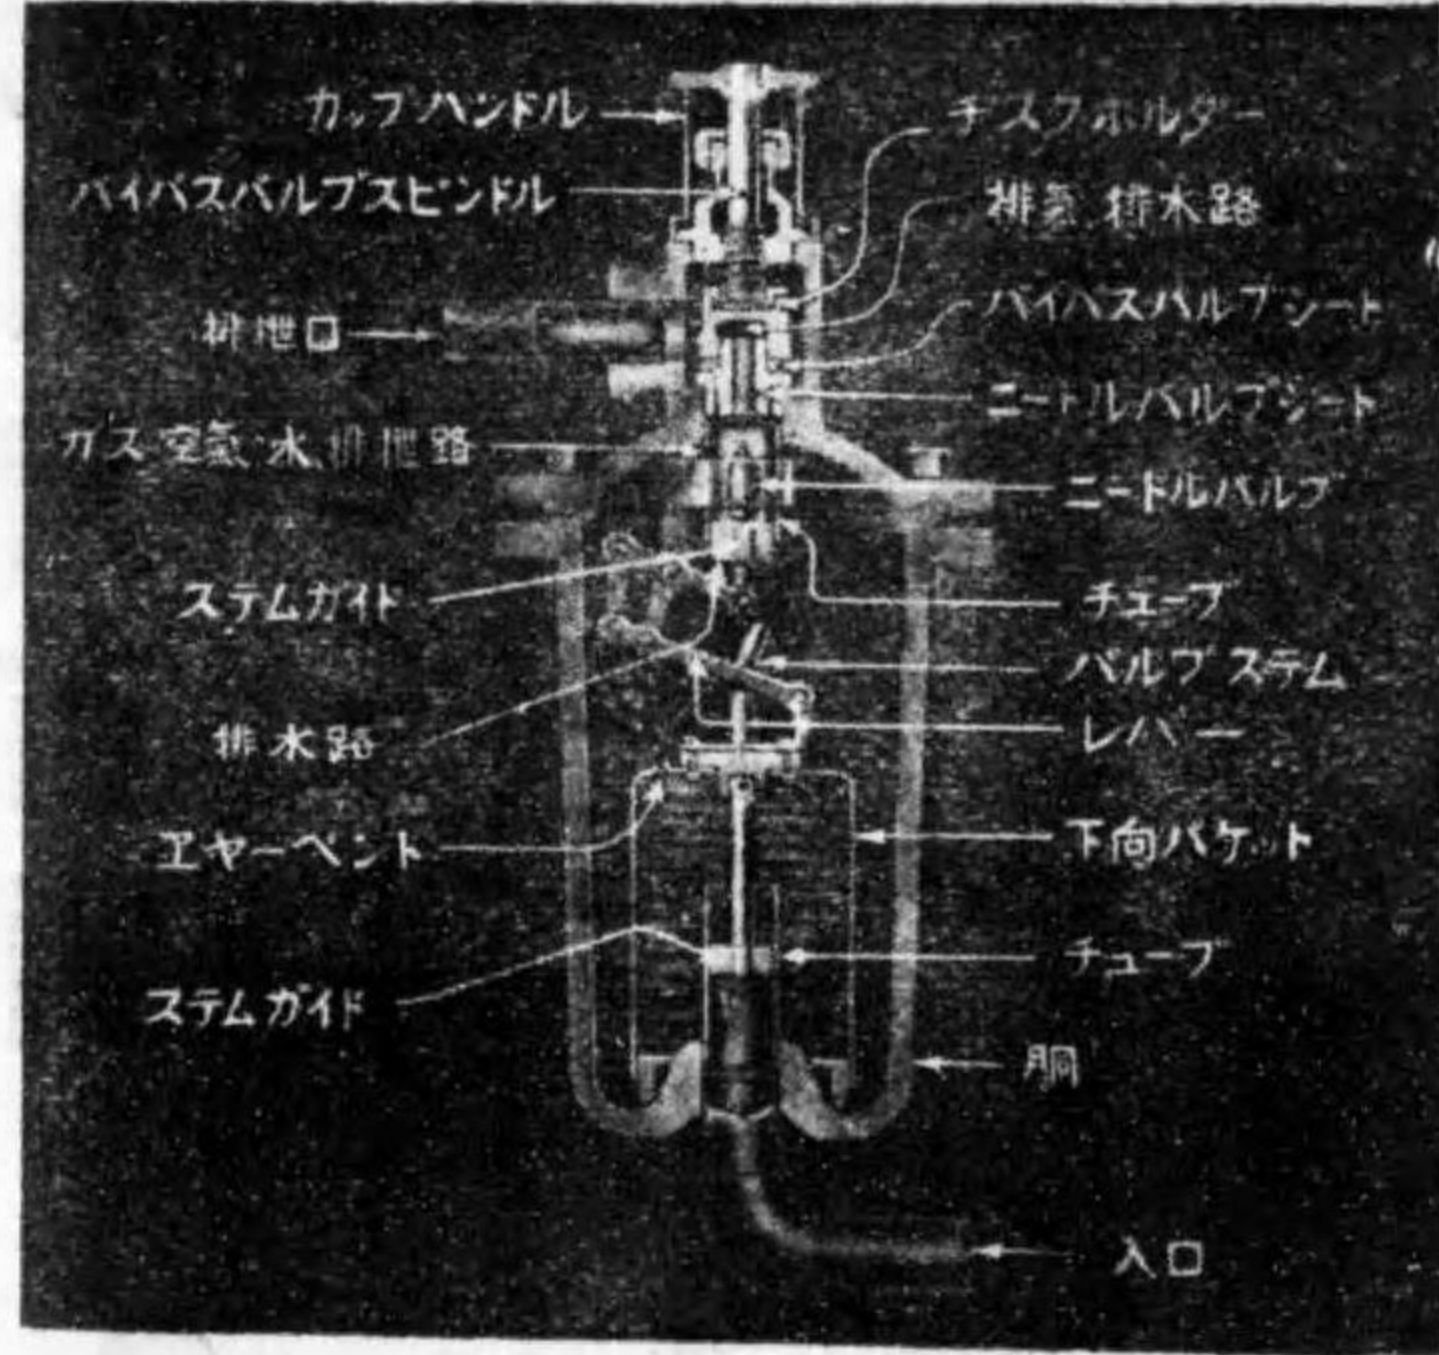 カップハンドル
バイパスバルブスピンドル
排泄口
ガス空氣水排泄路
ステムガイド
排水路
エヤーベント
ステムガイド
チスクホルダー
排氣排水路
バイパスバルブシート
ニードルバルブシート
ニードルバルブ
チューブ
バルブステム
レバー
下向バケット
チューブ
胴
入口